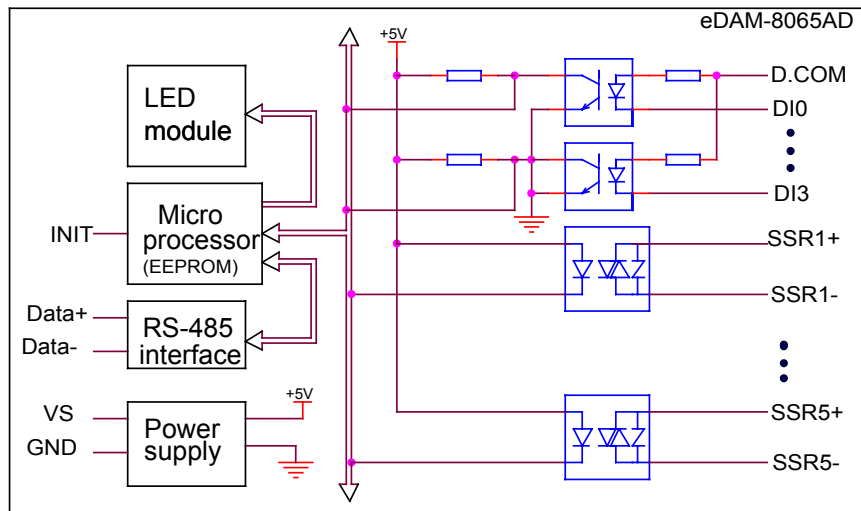 eDAM-8065AD
+5V
LED
module
D.COM
DI0
Micro
processor
(EEPROM)
INIT
DI3
SSR1+
SSR1-
Data+
Data-
RS-485
interface
+5V
VS
GND
Power
supply
SSR5+
SSR5-